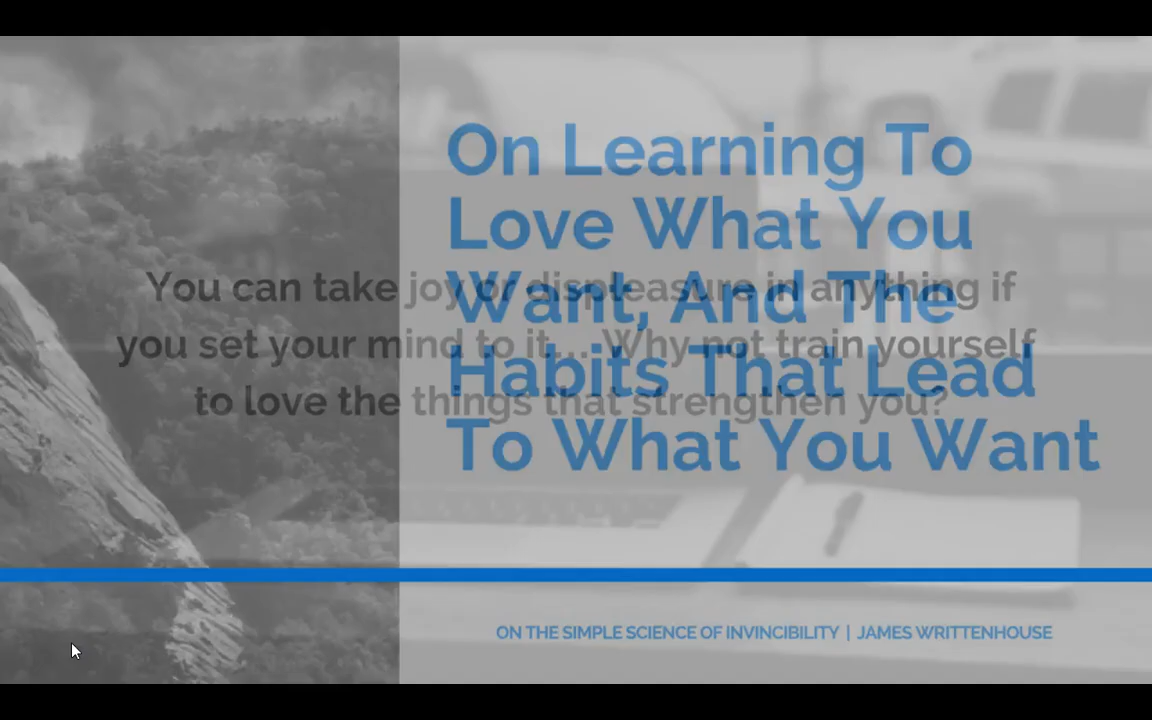 On Learning To
Love What You
Want, And The
Habits That Lead
To What You Want
You can take joy or displeasure in anything if
you set your mind to it... Why not train yourself
to love the things that strengthen you?
ON THE SIMPLE SCIENCE OF INVINCIBILITY | JAMES WRITTENHOUSE